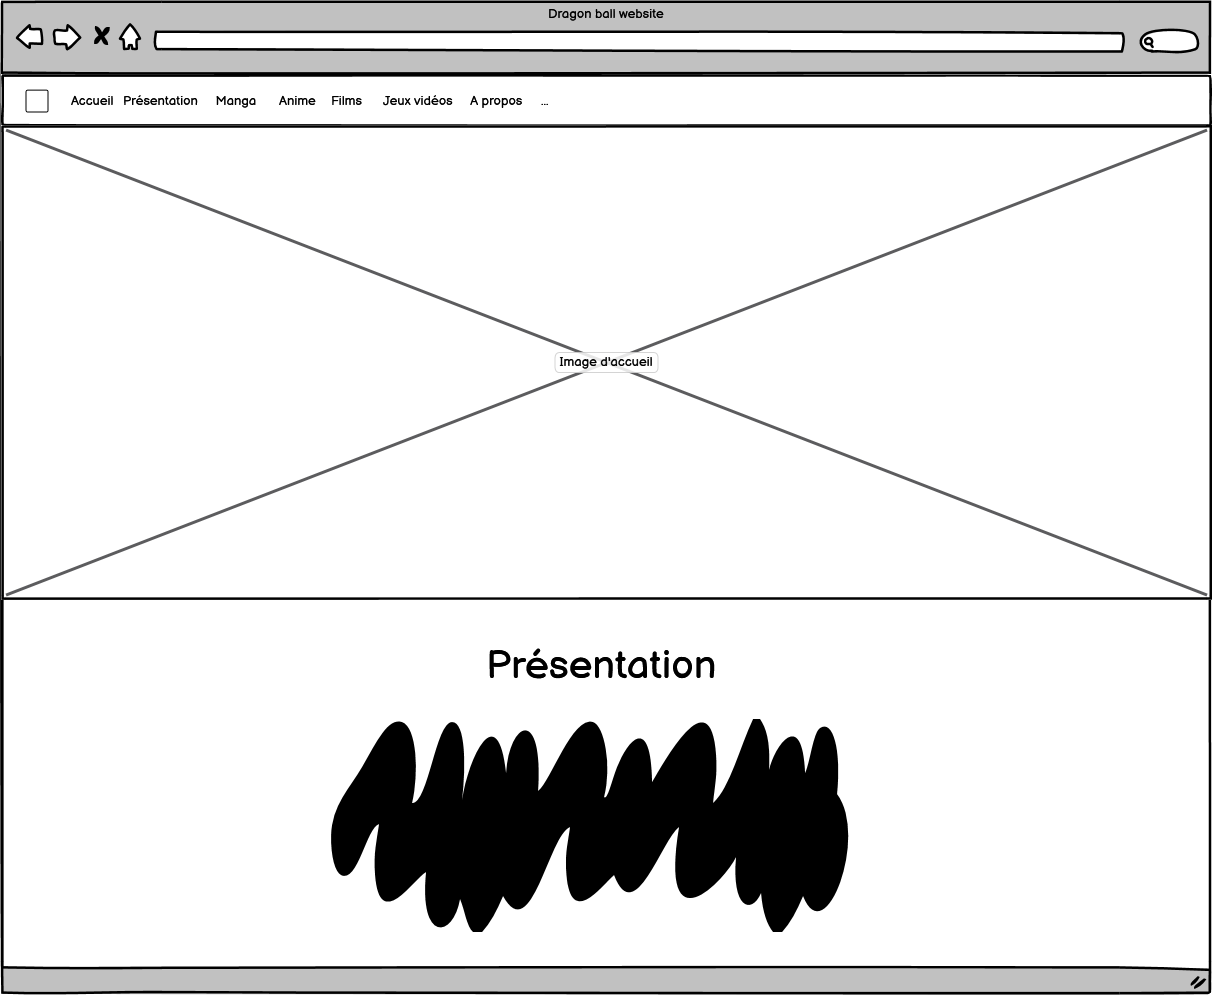 Dragon ball website
Accueil Présentation Manga Anime Films Jeux vidéos A propos ...
Image d'accueil
Présentation